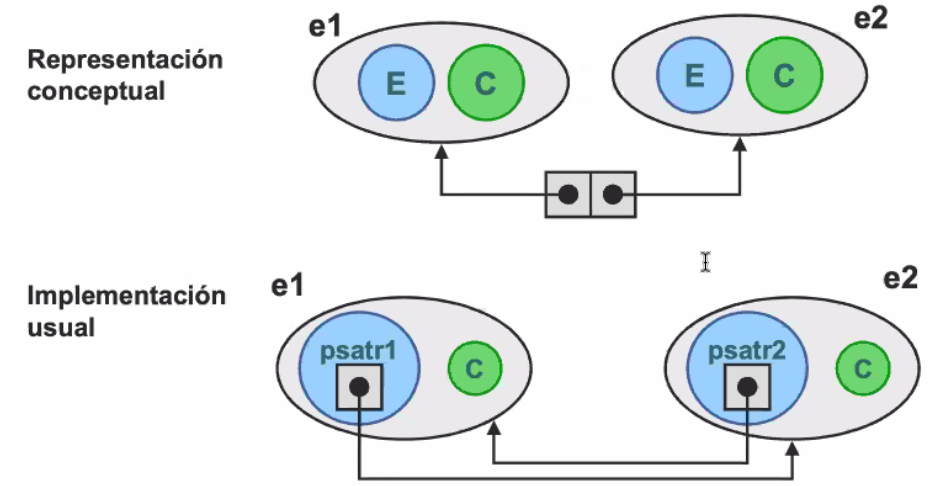 e1
e2
Representación
conceptual
E
C
E
C
Implementación
usual
e1
e2
psatr1
C
psatr2
C